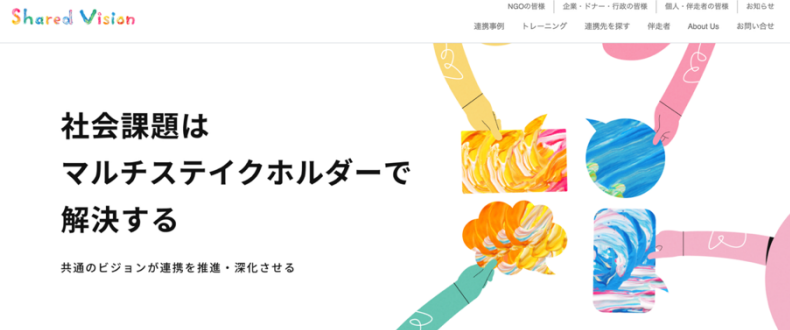 Shared Vision
NGOの皆様
企業・ドナー・行政の皆様
個人・伴走者の皆様
お知らせ
連携事例
トレーニング
連携先を探す
伴走者
About Us
お問い合せ
社会課題は
マルチステイクホルダーで
解決する
共通のビジョンが連携を推進・深化させる